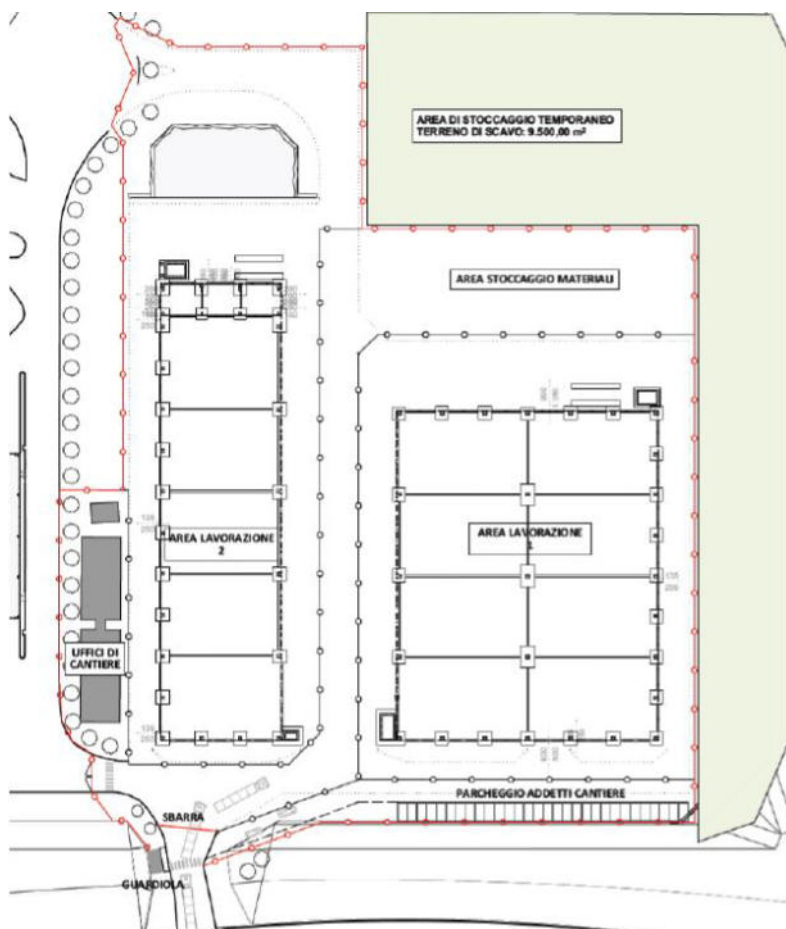 AREA DI STOCCAGGIO TEMPORANEO
TERRENO DI SCAVO: 9.500,00 m²
AREA STOCCAGGIO MATERIALI
AREA LAVORAZIONE
2
AREA LAVORAZIONE
1
UFFICI DI
CANTIERE
PARCHEGGIO ADDETTI CANTIERE
SBARRA
GUARDIOLA